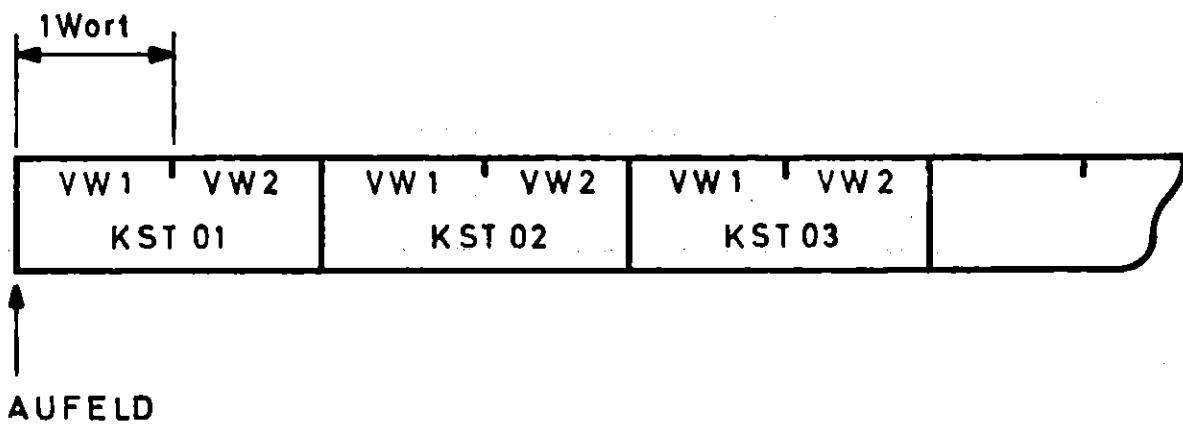 1Wort
VW1 VW2 VW1 VW2 VW1 VW2
KST 01 KST 02 KST 03
AUFELD